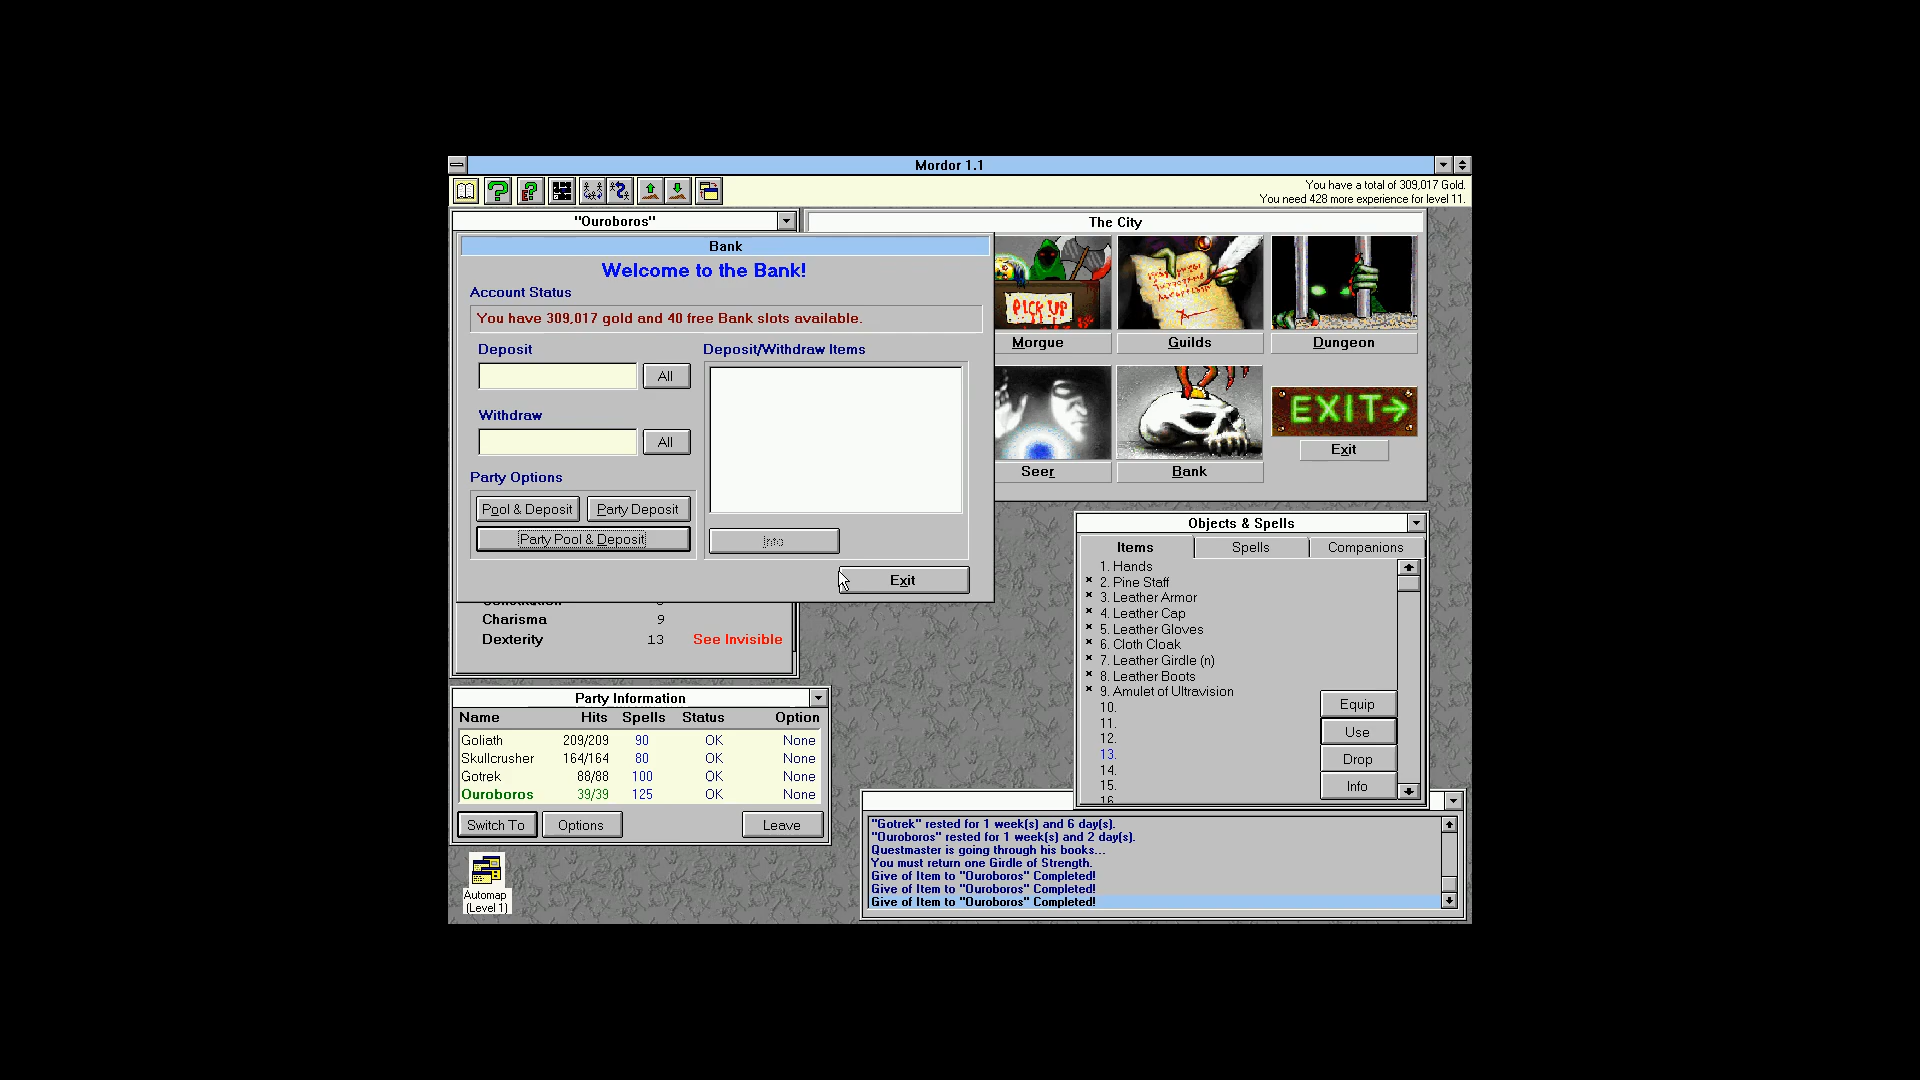 Mordor 1.1
You have a total of 309,017 Gold.
You need 428 more experience for level 11.
"Ouroboros"
The City
Bank
Welcome to the Bank!
Account Status
You have 309,017 gold and 40 free Bank slots available.
Deposit
All
Withdraw
All
Party Options
Pool & Deposit
Party Deposit
Party Pool & Deposit
Deposit/Withdraw Items
Info
Exit
PICK UP
Morgue
Guilds
Dungeon
Seer
Bank
EXIT
Exit
Constitution
Charisma 9
Dexterity 13 See Invisible
Objects & Spells
Items Spells Companions
1. Hands
× 2. Pine Staff
× 3. Leather Armor
× 4. Leather Cap
× 5. Leather Gloves
× 6. Cloth Cloak
× 7. Leather Girdle (n)
× 8. Leather Boots
× 9. Amulet of Ultravision
10.
11.
12.
13.
14.
15.
16.
Equip
Use
Drop
Info
Party Information
Name Hits Spells Status Option
Goliath 209/209 90 OK None
Skullcrusher 164/164 80 OK None
Gotrek 88/88 100 OK None
Ouroboros 39/39 125 OK None
Switch To
Options
Leave
Automap
(Level 1)
"Gotrek" rested for 1 week(s) and 6 day(s).
"Ouroboros" rested for 1 week(s) and 2 day(s).
Questmaster is going through his books...
You must return one Girdle of Strength.
Give of Item to "Ouroboros" Completed!
Give of Item to "Ouroboros" Completed!
Give of Item to "Ouroboros" Completed!